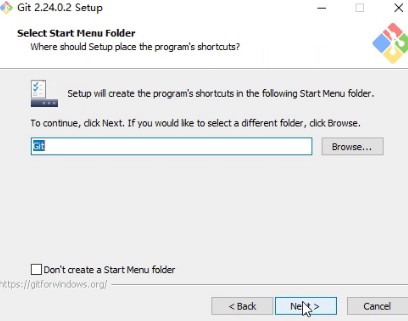 Git 2.24.0.2 Setup
Select Start Menu Folder
Where should Setup place the program's shortcuts?
Setup will create the program's shortcuts in the following Start Menu folder.
To continue, click Next. If you would like to select a different folder, click Browse.
Git
Browse...
Don't create a Start Menu folder
https://gitforwindows.org/
< Back
Next >
Cancel